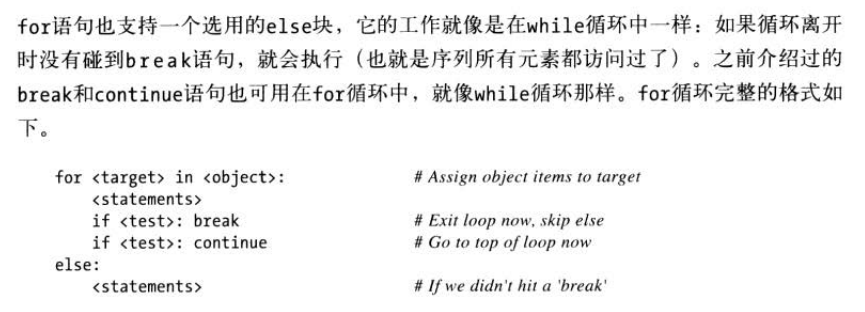 for语句也支持一个选用的else块，它的工作就像是在while循环中一样：如果循环离开
时没有碰到break语句，就会执行（也就是序列所有元素都访问过了）。之前介绍过的
break和continue语句也可用在for循环中，就像while循环那样。for循环完整的格式如
下。
for <target> in <object>: # Assign object items to target
<statements>
if <test>: break # Exit loop now, skip else
if <test>: continue # Go to top of loop now
else:
<statements> # If we didn't hit a 'break'